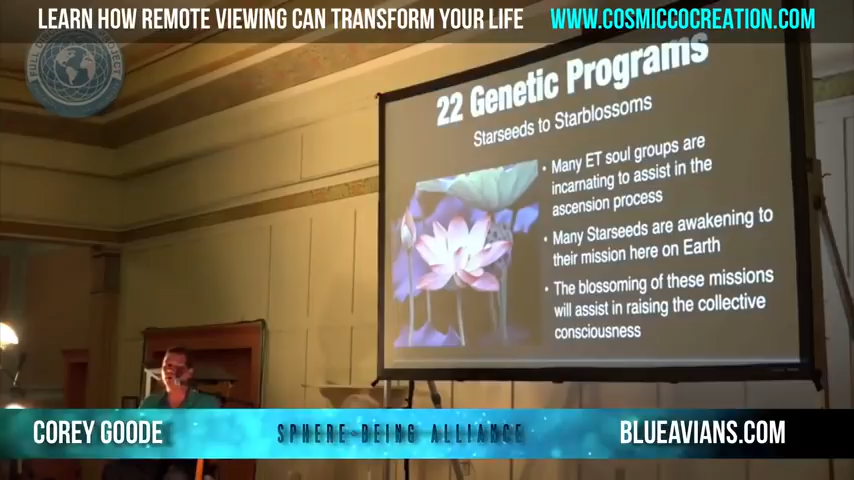 LEARN HOW REMOTE VIEWING CAN TRANSFORM YOUR LIFE WWW.COSMICCOCREATION.COM
22 Genetic Programs
Starseeds to Starblossoms
• Many ET soul groups are
incarnating to assist in the
ascension process
• Many Starseeds are awakening to
their mission here on Earth
• The blossoming of these missions
will assist in raising the collective
consciousness
COREY GOODE SPHERE-BEING ALLIANCE BLUEAVIANS.COM